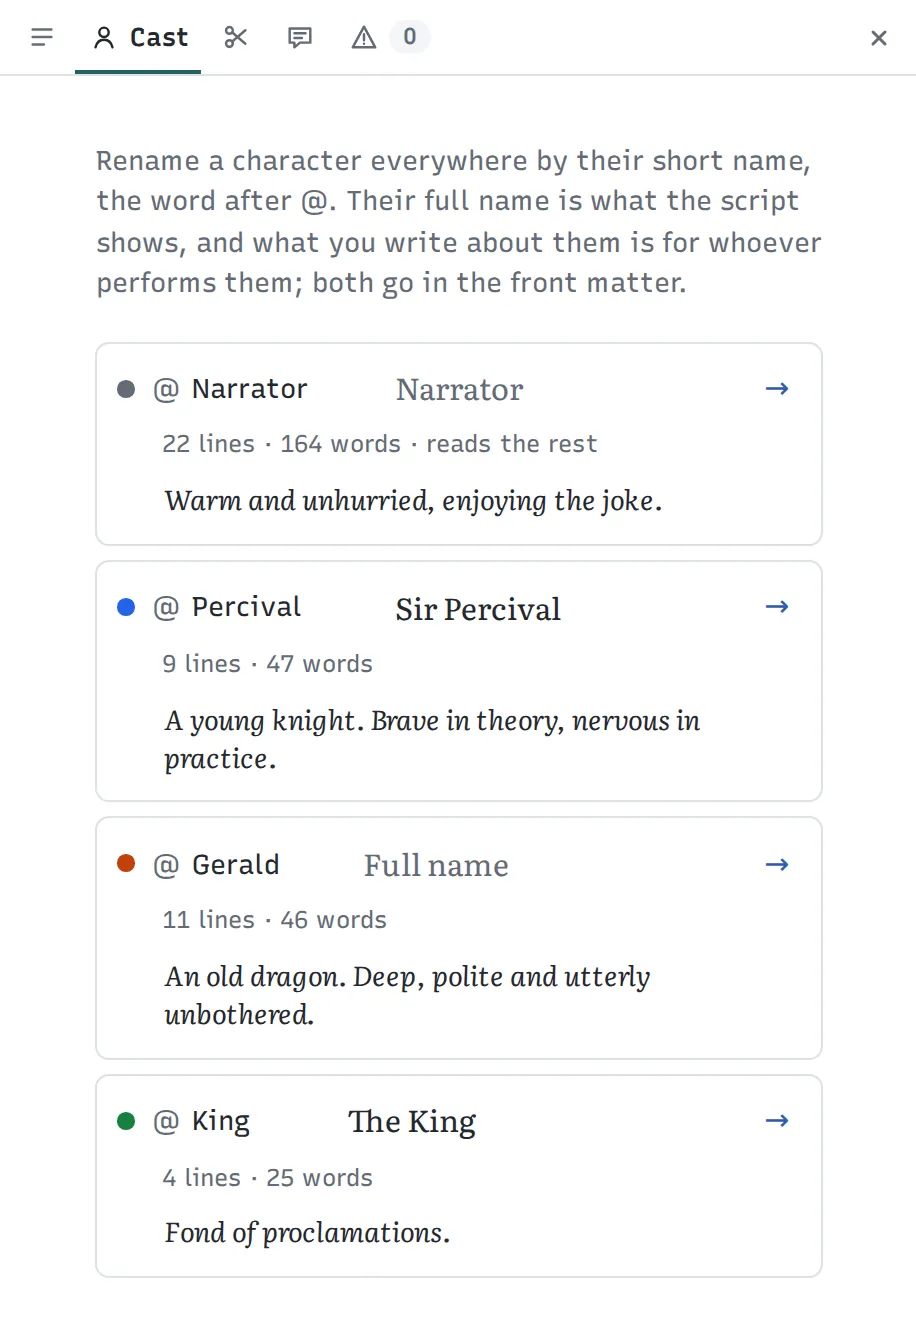 Cast 0
Rename a character everywhere by their short name,
the word after @. Their full name is what the script
shows, and what you write about them is for whoever
performs them; both go in the front matter.
@ Narrator Narrator →
22 lines · 164 words · reads the rest
Warm and unhurried, enjoying the joke.
@ Percival Sir Percival →
9 lines · 47 words
A young knight. Brave in theory, nervous in
practice.
@ Gerald Full name →
11 lines · 46 words
An old dragon. Deep, polite and utterly
unbothered.
@ King The King →
4 lines · 25 words
Fond of proclamations.